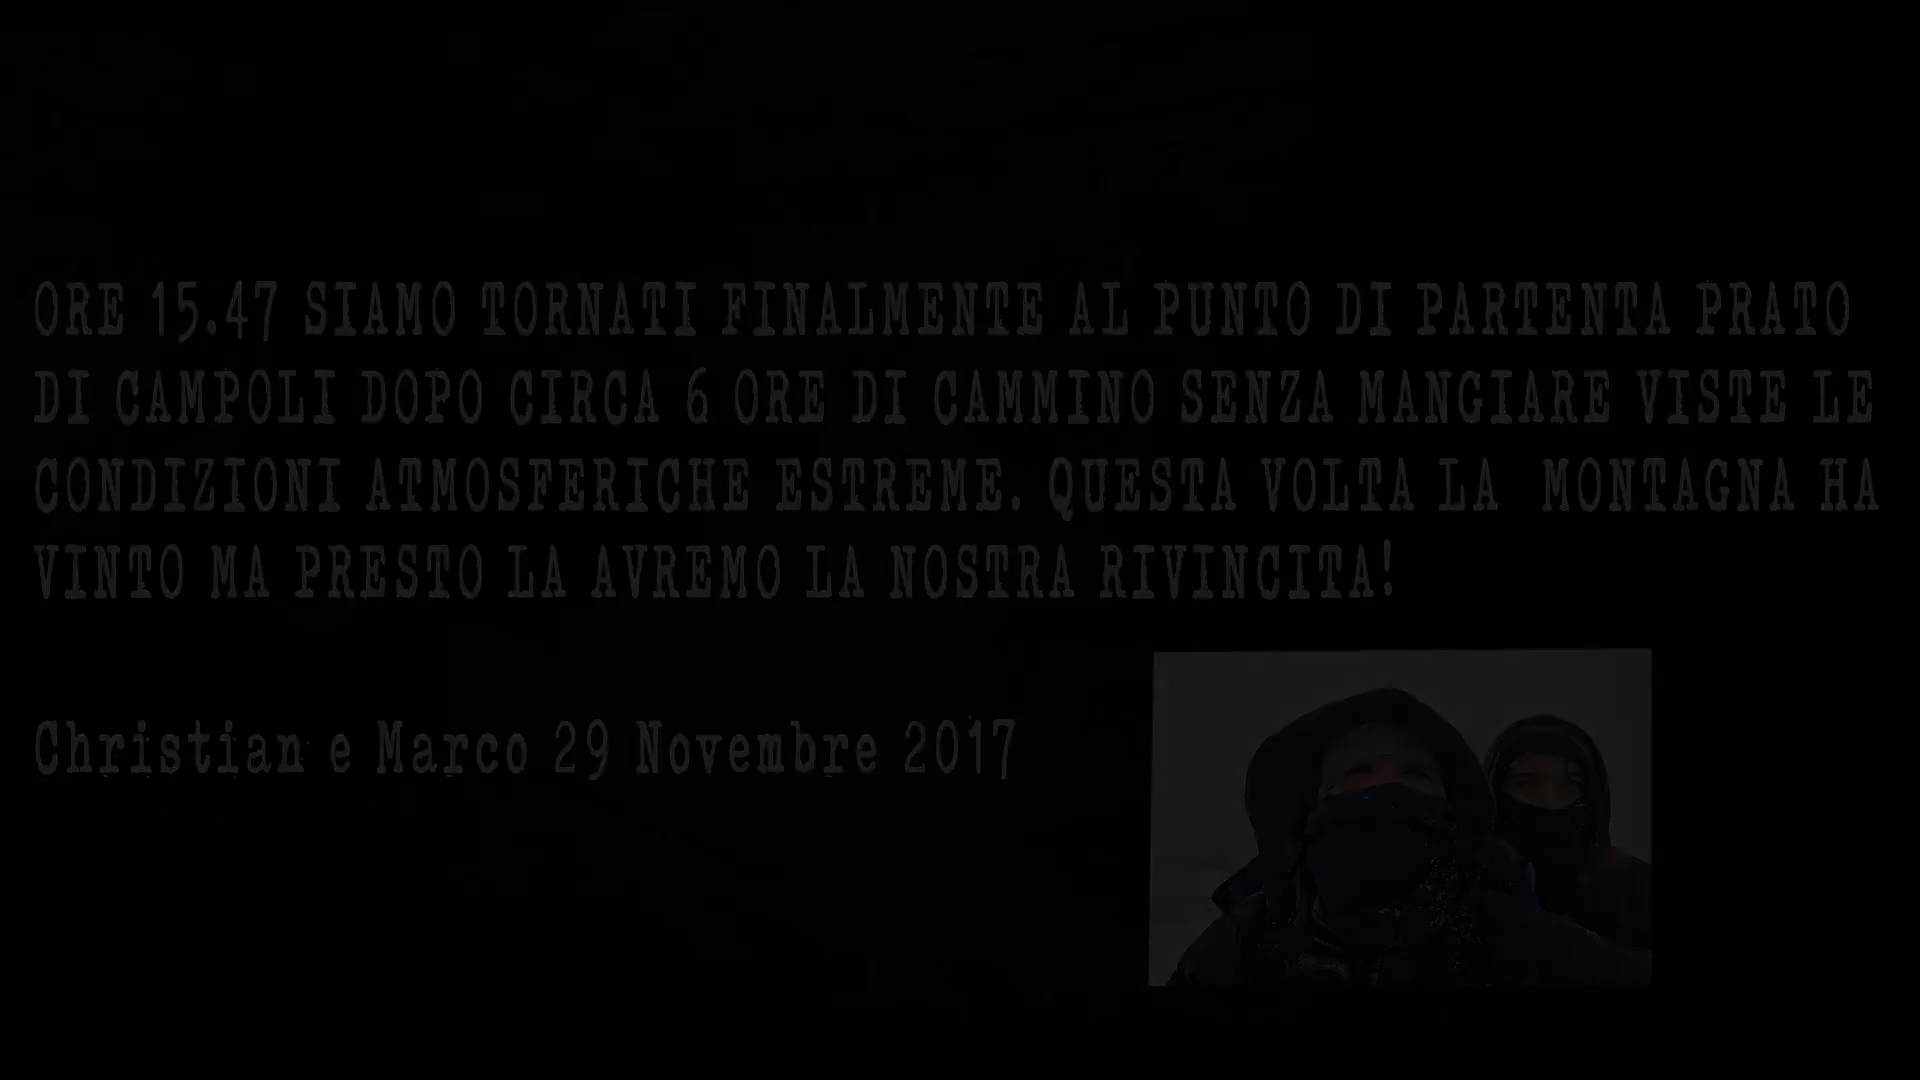 ORE 15.47 SIAMO TORNATI FINALMENTE AL PUNTO DI PARTENTA PRATO
DI CAMPOLI DOPO CIRCA 6 ORE DI CAMMINO SENZA MANGIARE VISTE LE
CONDIZIONI ATMOSFERICHE ESTREME. QUESTA VOLTA LA MONTAGNA HA
VINTO MA PRESTO LA AVREMO LA NOSTRA RIVINCITA!
Christian e Marco 29 Novembre 2017